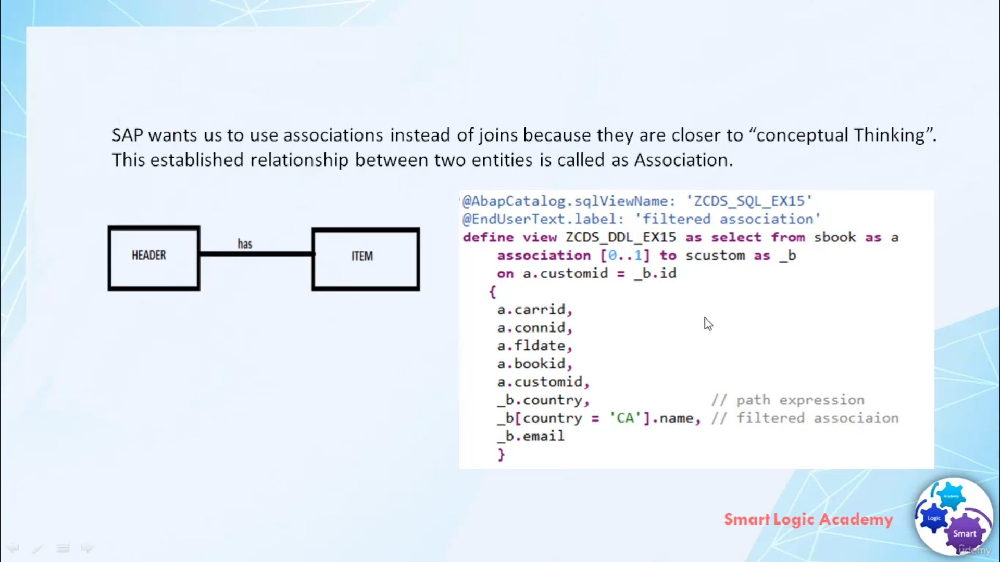 SAP wants us to use associations instead of joins because they are closer to “conceptual Thinking”.
This established relationship between two entities is called as Association.
HEADER
has
ITEM
@AbapCatalog.sqlViewName: 'ZCDS_SQL_EX15'
@EndUserText.label: 'filtered association'
define view ZCDS_DDL_EX15 as select from sbook as a
association [0..1] to scustom as _b
on a.customid = _b.id
{
a.carrid,
a.connid,
a.fldate,
a.bookid,
a.customid,
_b.country, // path expression
_b[country = 'CA'].name, // filtered associaion
_b.email
}
Smart Logic Academy
Academy
Logic
Smart
udemy